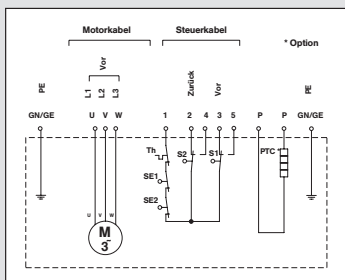 Motorkabel Steuerkabel
* Option
Vor
Zurück Vor
PE L1 L2 L3 PE
GN/GE U V W 1 2 4 3 5 P P GN/GE
Th S2 S1 PTC *
SE1
SE2
U V W
M
3~